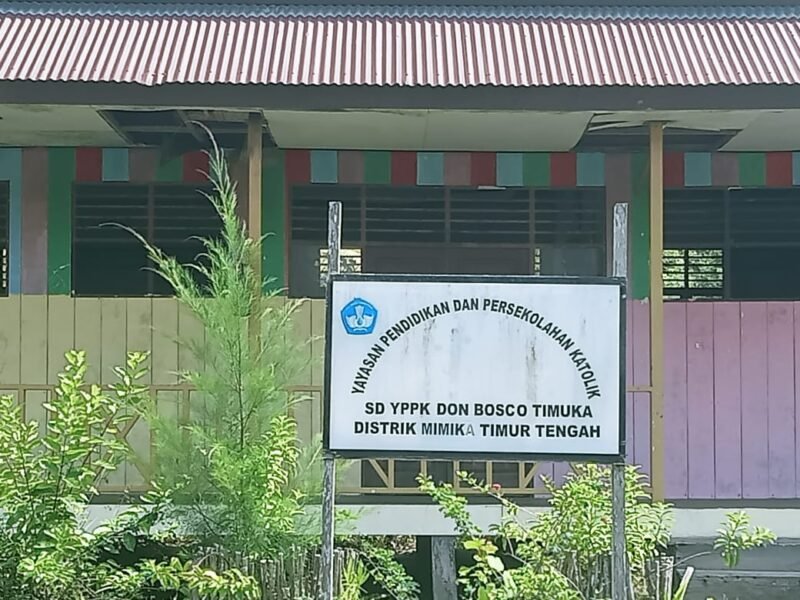 YAYASAN PENDIDIKAN DAN PERSEKOLAHAN KATOLIK
SD YPPK DON BOSCO TIMUKA
DISTRIK MIMIKA TIMUR TENGAH